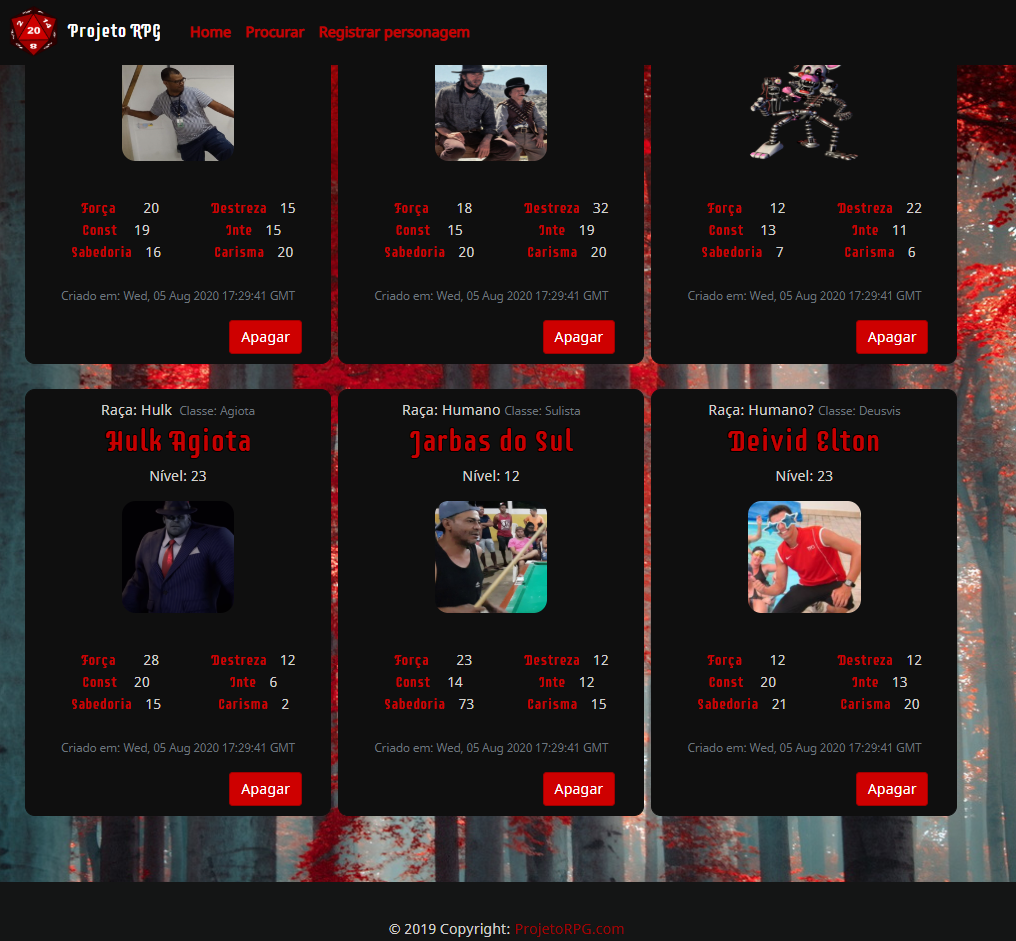 Projeto RPG Home Procurar Registrar personagem
20 2 14 8
Força 20 Destreza 15
Const 19 Inte 15
Sabedoria 16 Carisma 20
Criado em: Wed, 05 Aug 2020 17:29:41 GMT
Apagar
Força 18 Destreza 32
Const 15 Inte 19
Sabedoria 20 Carisma 20
Criado em: Wed, 05 Aug 2020 17:29:41 GMT
Apagar
Força 12 Destreza 22
Const 13 Inte 11
Sabedoria 7 Carisma 6
Criado em: Wed, 05 Aug 2020 17:29:41 GMT
Apagar
Raça: Hulk Classe: Agiota
Hulk Agiota
Nível: 23
Força 28 Destreza 12
Const 20 Inte 6
Sabedoria 15 Carisma 2
Criado em: Wed, 05 Aug 2020 17:29:41 GMT
Apagar
Raça: Humano Classe: Sulista
Jarbas do Sul
Nível: 12
Força 23 Destreza 12
Const 14 Inte 12
Sabedoria 73 Carisma 15
Criado em: Wed, 05 Aug 2020 17:29:41 GMT
Apagar
Raça: Humano? Classe: Deusvis
Deivid Elton
Nível: 23
Força 12 Destreza 12
Const 20 Inte 13
Sabedoria 21 Carisma 20
Criado em: Wed, 05 Aug 2020 17:29:41 GMT
Apagar
© 2019 Copyright: ProjetoRPG.com